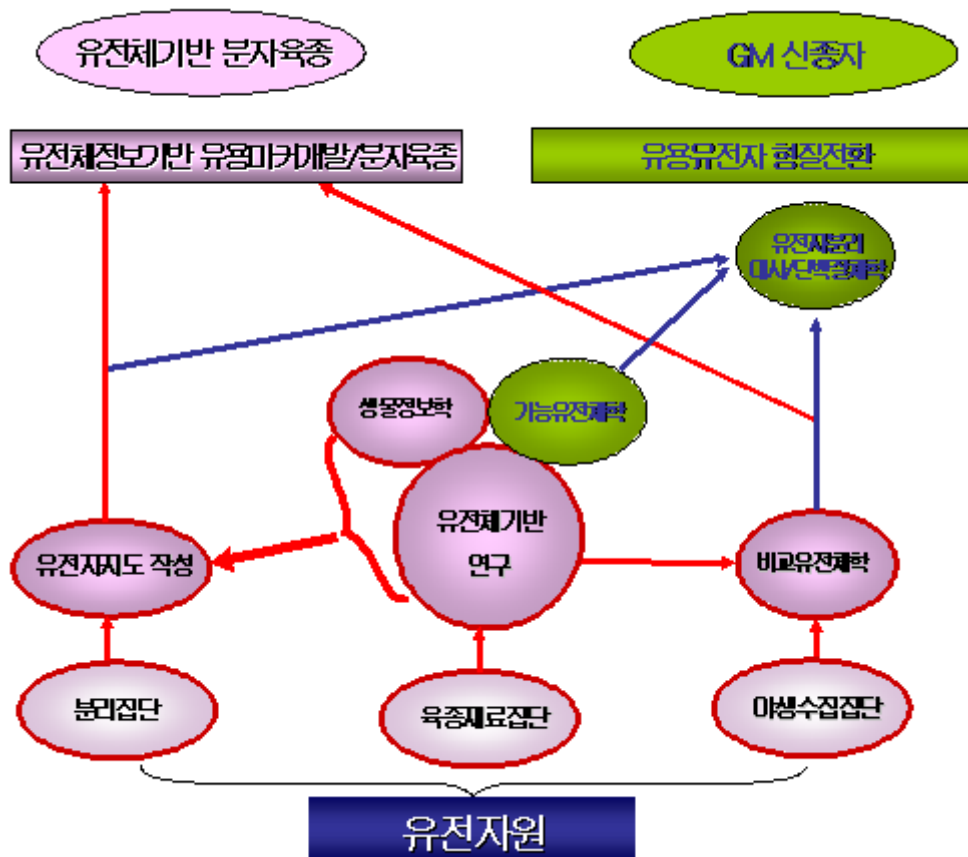 유전체기반 분자육종
GM 신종자
유전체정보기반 유용마커개발/분자육종
유용유전자 형질전환
유전자분리
대사/단백질체학
생물정보학
기능유전체학
유전체기반
연구
유전자지도 작성
비교유전체학
분리집단
육종재료집단
야생수집집단
유전자원